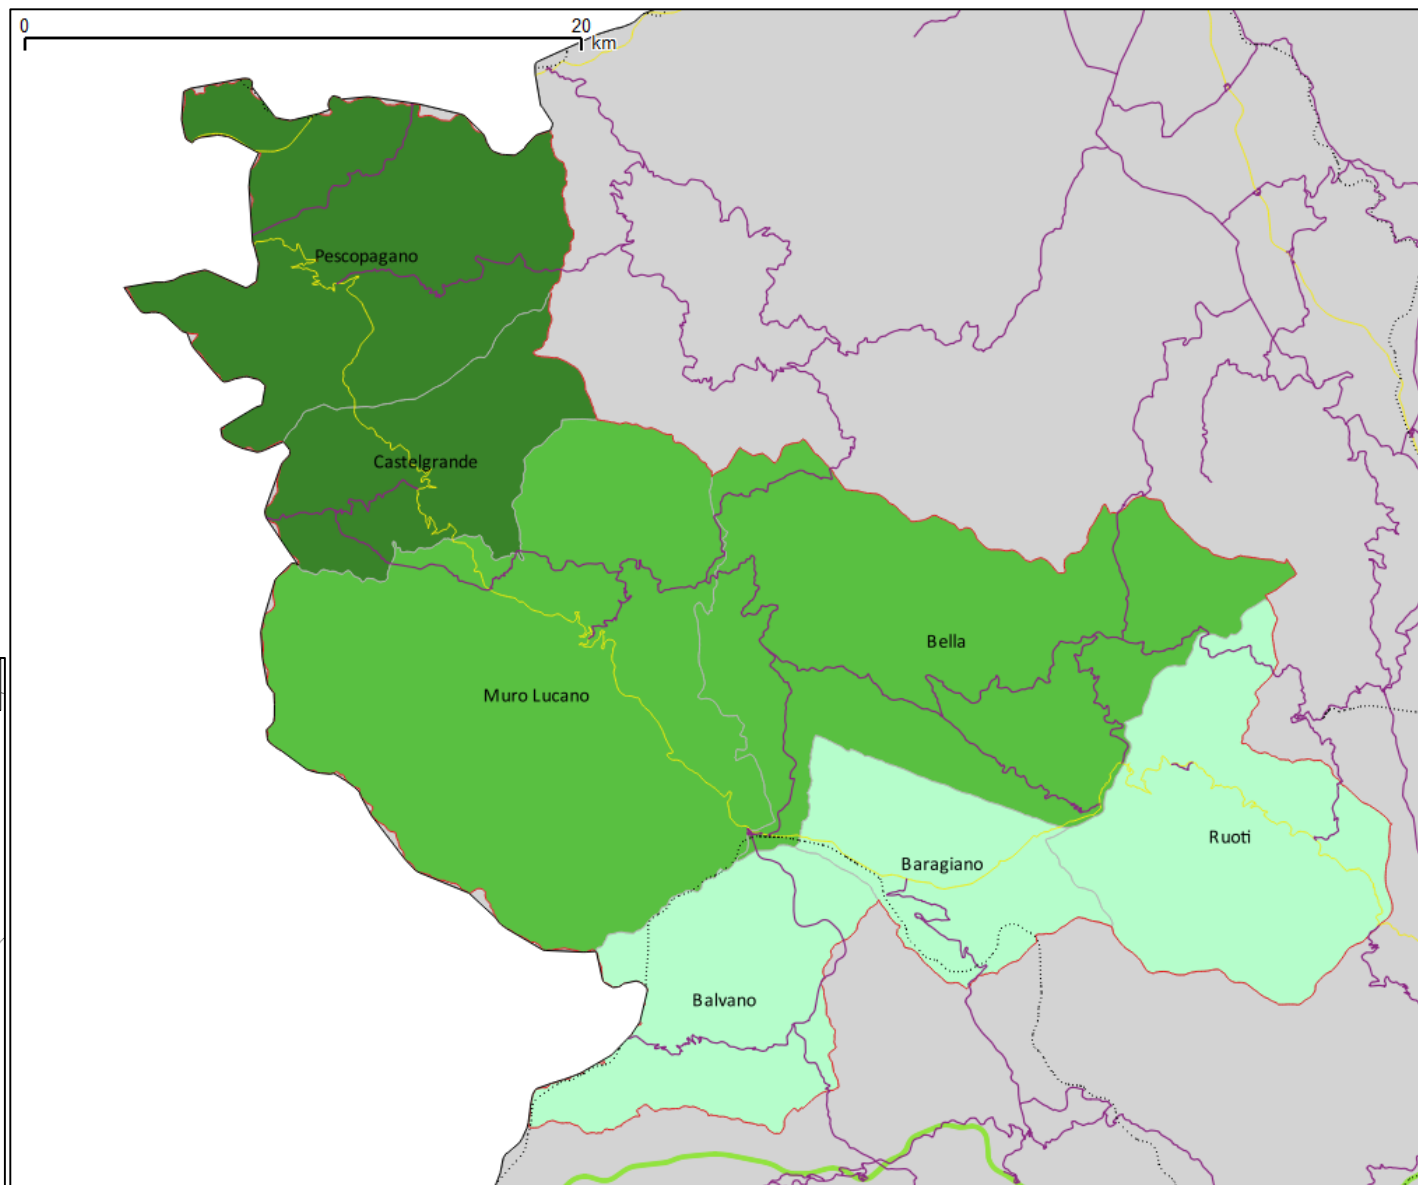 0 20
km
Pescopagano
Castelgrande
Bella
Muro Lucano
Ruoti
Baragiano
Balvano